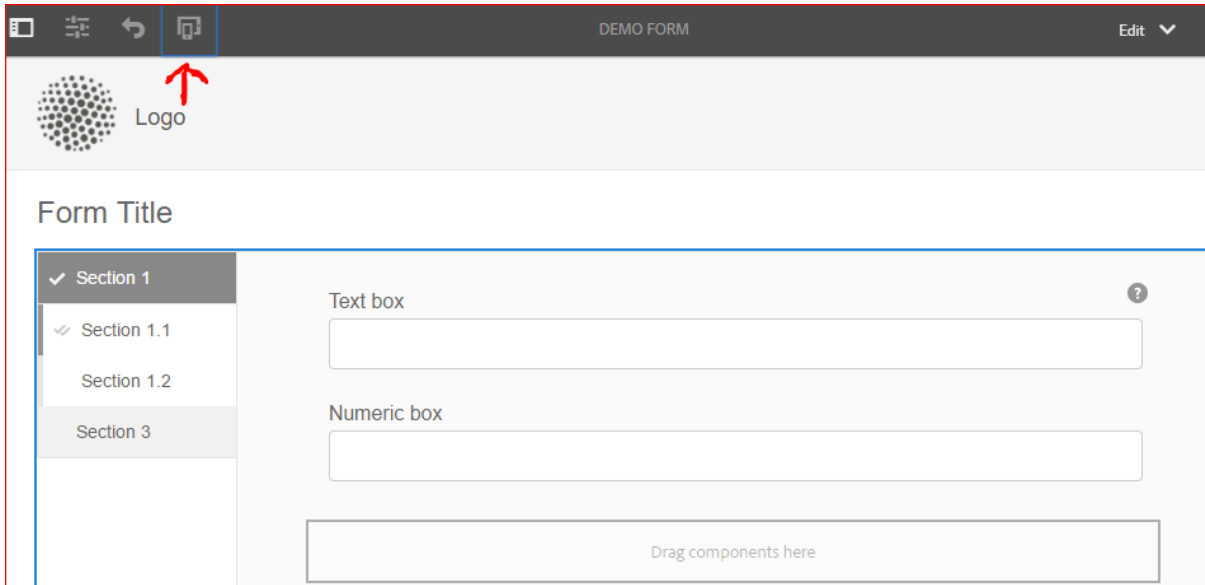 DEMO FORM
Edit
Logo
Form Title
Section 1
Section 1.1
Section 1.2
Section 3
Text box
?
Numeric box
Drag components here